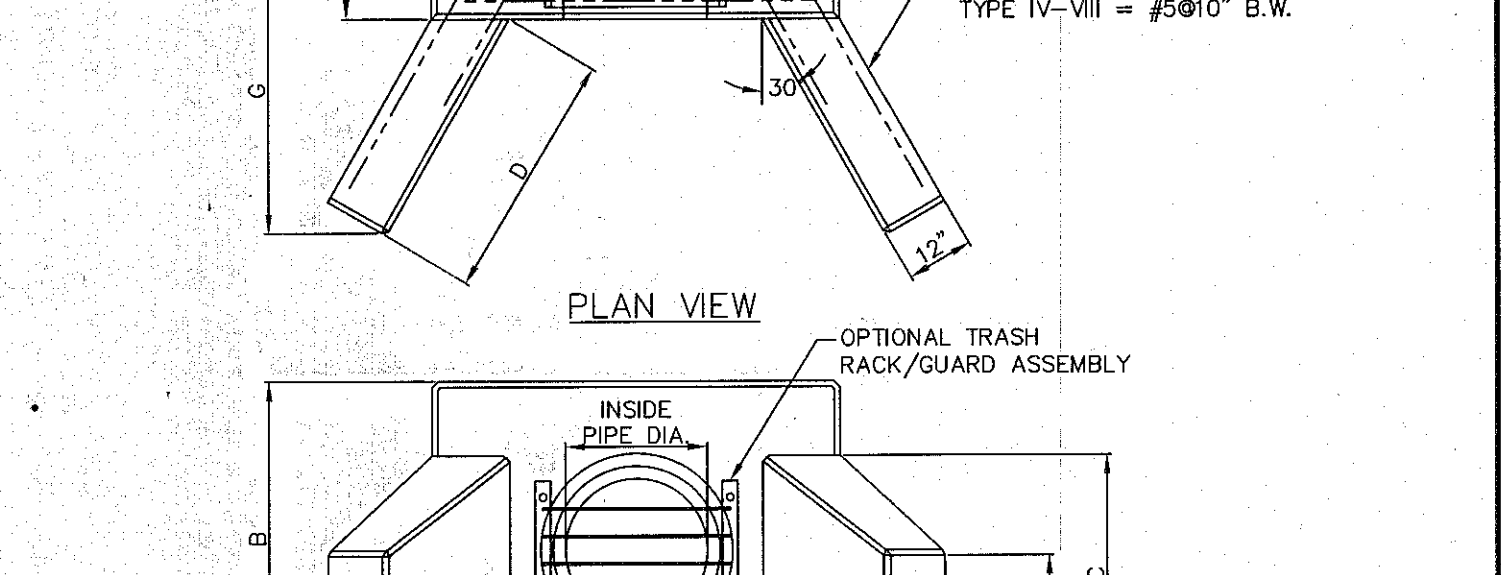 TYPE IV-VIII = #5@10" B.W.
G
30
D
12"
PLAN VIEW
OPTIONAL TRASH
RACK/GUARD ASSEMBLY
INSIDE
PIPE DIA.
B
C